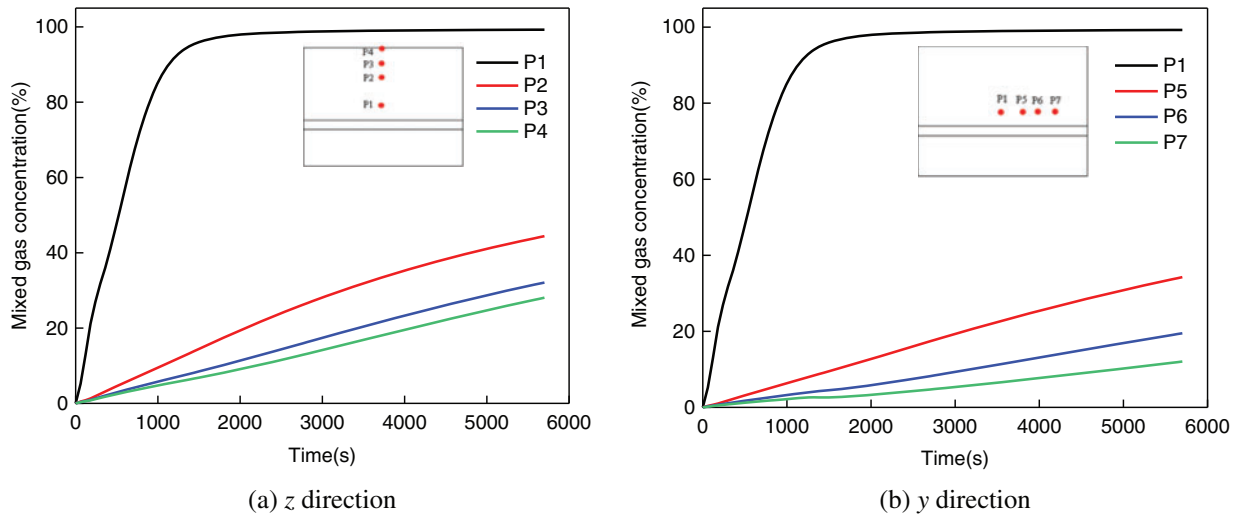 Mixed gas concentration(%)
100
80
60
40
20
0
0 1000 2000 3000 4000 5000 6000
Time(s)
P4
P3
P2
P1
P1
P2
P3
P4
(a) z direction
Mixed gas concentration(%)
100
80
60
40
20
0
0 1000 2000 3000 4000 5000 6000
Time(s)
P1 P5 P6 P7
P1
P5
P6
P7
(b) y direction